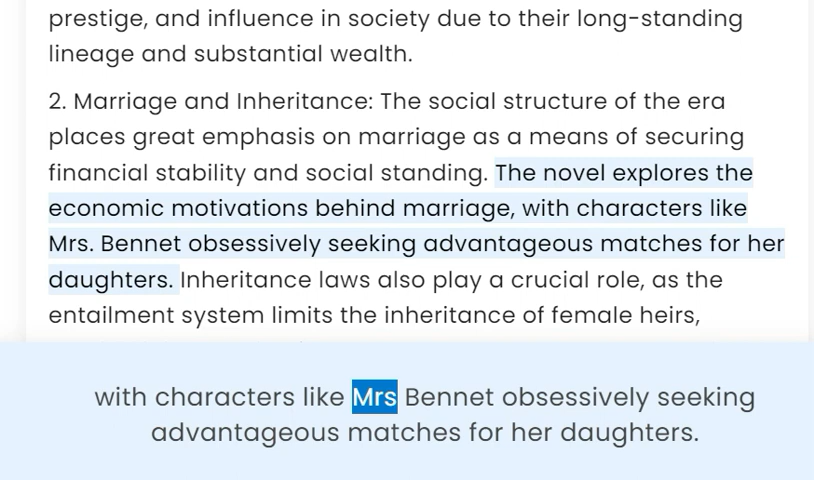 prestige, and influence in society due to their long-standing
lineage and substantial wealth.
2. Marriage and Inheritance: The social structure of the era
places great emphasis on marriage as a means of securing
financial stability and social standing. The novel explores the
economic motivations behind marriage, with characters like
Mrs. Bennet obsessively seeking advantageous matches for her
daughters. Inheritance laws also play a crucial role, as the
entailment system limits the inheritance of female heirs,
with characters like Mrs Bennet obsessively seeking
advantageous matches for her daughters.